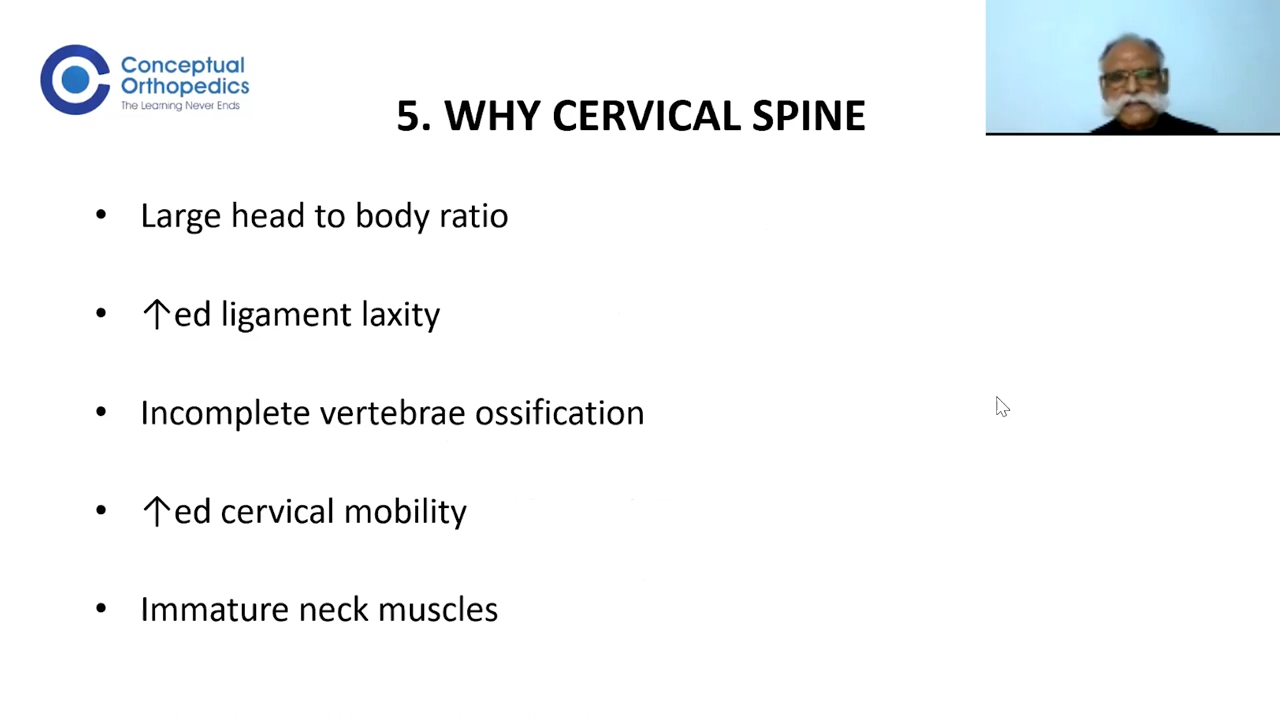 Conceptual
Orthopedics
The Learning Never Ends
5. WHY CERVICAL SPINE
• Large head to body ratio
• ↑ed ligament laxity
• Incomplete vertebrae ossification
• ↑ed cervical mobility
• Immature neck muscles